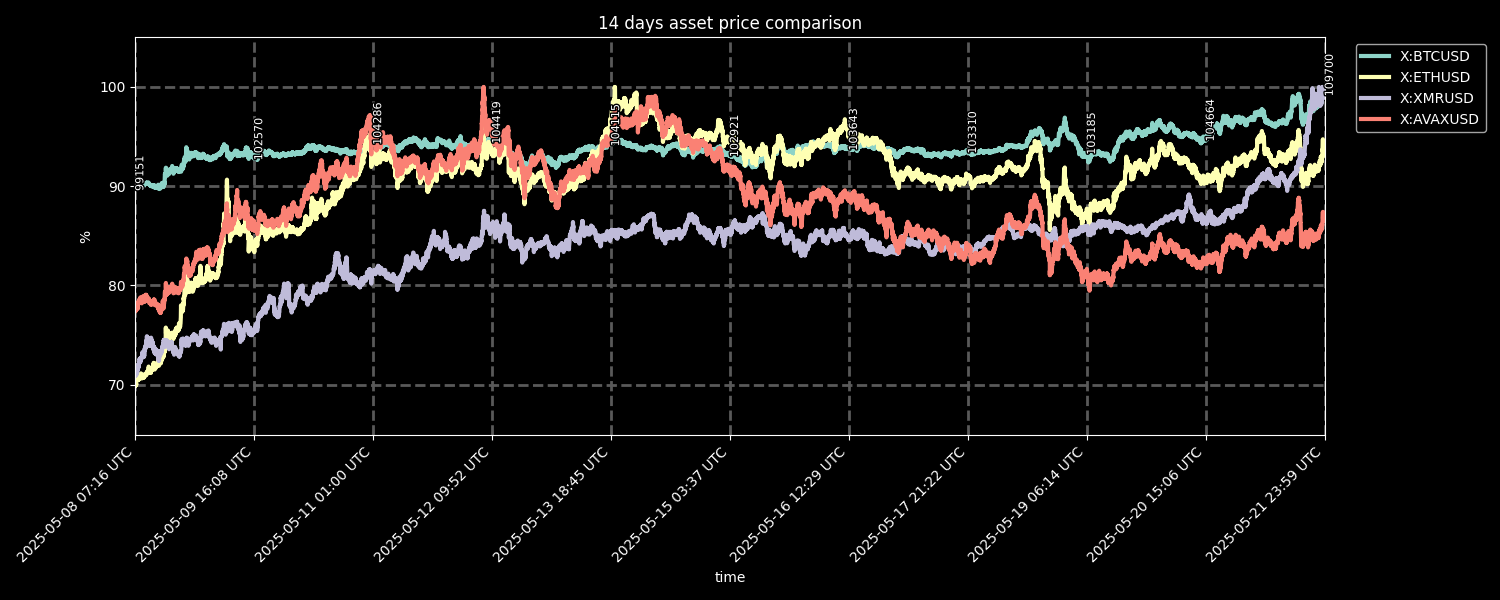 14 days asset price comparison
X:BTCUSD
X:ETHUSD
X:XMRUSD
X:AVAXUSD
100
90
80
70
%
99151
102570
104286
104419
104115
102921
103643
103310
103185
104664
109700
2025-05-08 07:16 UTC
2025-05-09 16:08 UTC
2025-05-11 01:00 UTC
2025-05-12 09:52 UTC
2025-05-13 18:45 UTC
2025-05-15 03:37 UTC
2025-05-16 12:29 UTC
2025-05-17 21:22 UTC
2025-05-19 06:14 UTC
2025-05-20 15:06 UTC
2025-05-21 23:59 UTC
time